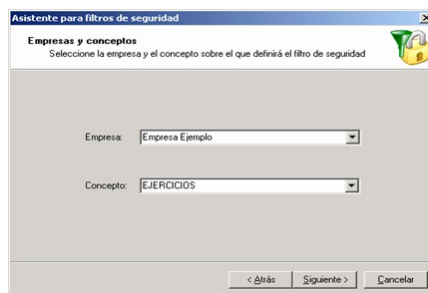 Asistente para filtros de seguridad
Empresas y conceptos
Seleccione la empresa y el concepto sobre el que definirá el filtro de seguridad
Empresa: Empresa Ejemplo
Concepto: EJERCICIOS
< Atrás Siguiente > Cancelar